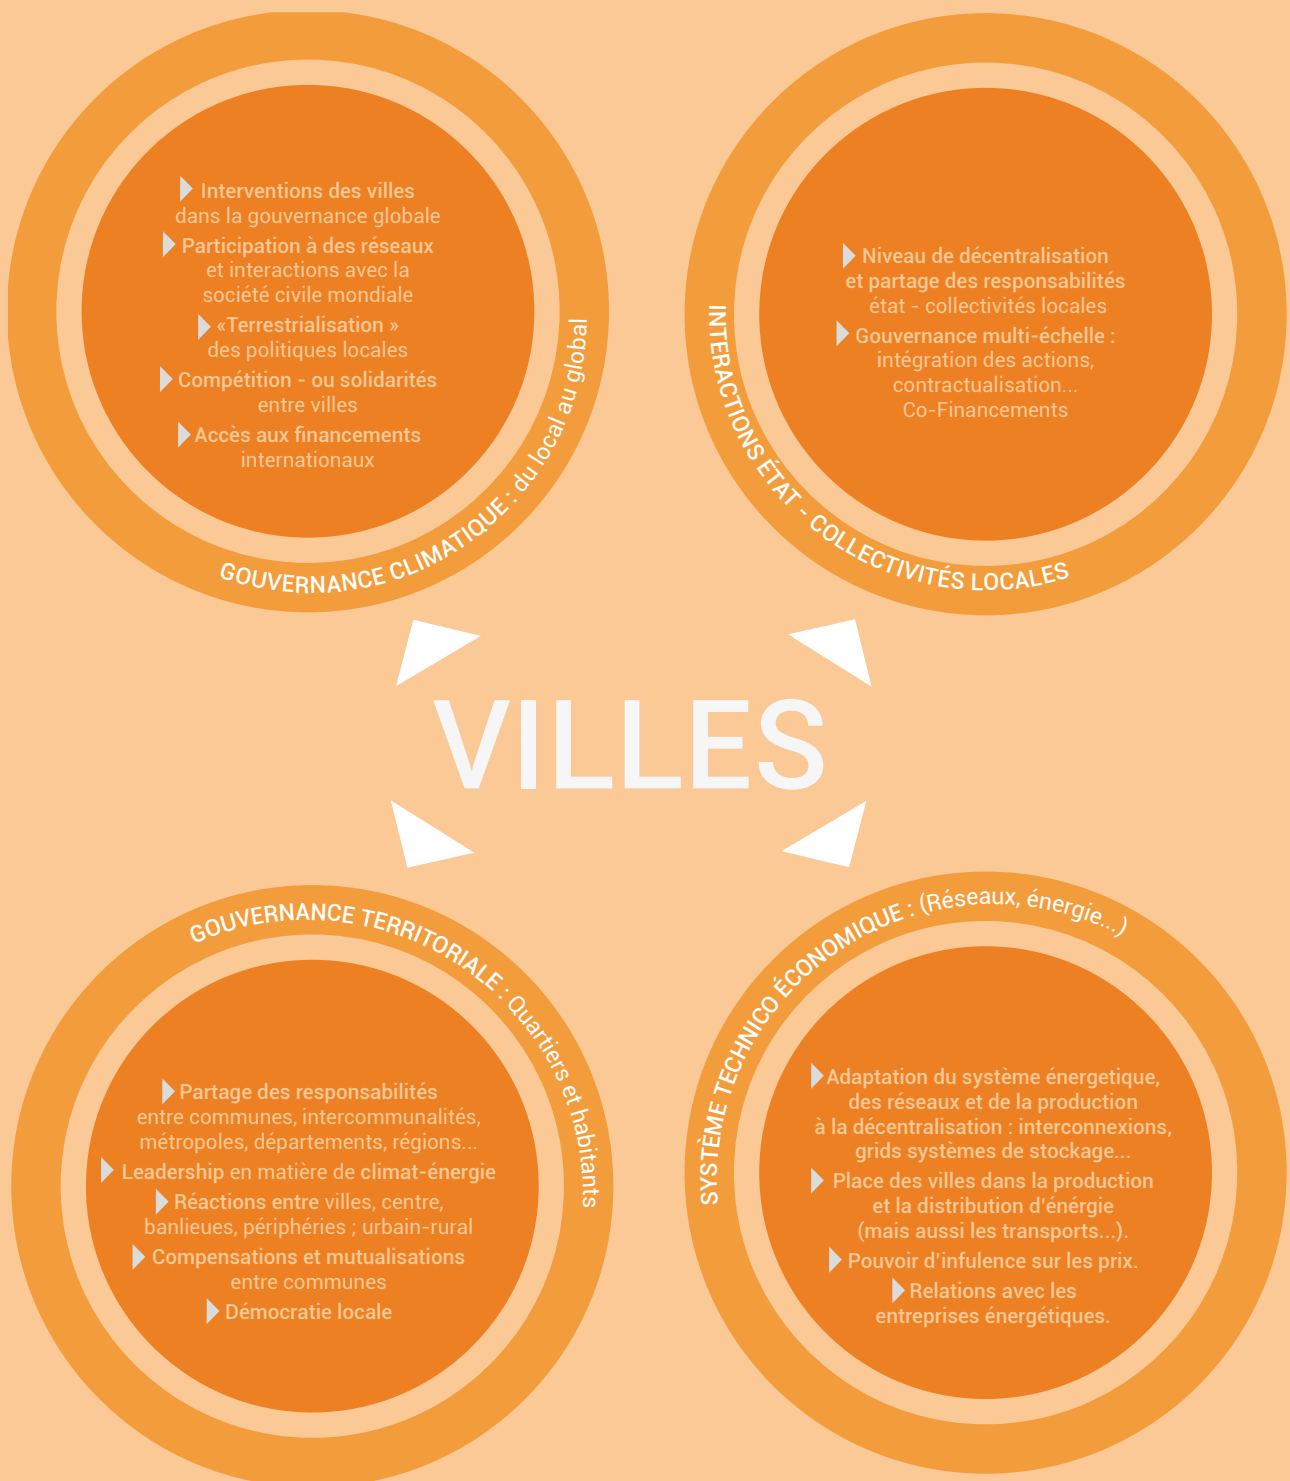 Interventions des villes
dans la gouvernance globale
Participation à des réseaux
et interactions avec la
société civile mondiale
«Terrestrialisation »
des politiques locales
Compétition - ou solidarités
entre villes
Accès aux financements
internationaux
GOUVERNANCE CLIMATIQUE : du local au global
Niveau de décentralisation
et partage des responsabilités
état - collectivités locales
Gouvernance multi-échelle :
intégration des actions,
contractualisation...
Co-Financements
INTERACTIONS ÉTAT - COLLECTIVITÉS LOCALES
VILLES
GOUVERNANCE TERRITORIALE : Quartiers et habitants
Partage des responsabilités
entre communes, intercommunalités,
métropoles, départements, régions...
Leadership en matière de climat-énergie
Réactions entre villes, centre,
banlieues, périphéries ; urbain-rural
Compensations et mutualisations
entre communes
Démocratie locale
SYSTÈME TECHNICO ÉCONOMIQUE : (Réseaux, énergie...)
Adaptation du système énergetique,
des réseaux et de la production
à la décentralisation : interconnexions,
grids systèmes de stockage...
Place des villes dans la production
et la distribution d'énérgie
(mais aussi les transports...).
Pouvoir d'infulence sur les prix.
Relations avec les
entreprises énergétiques.